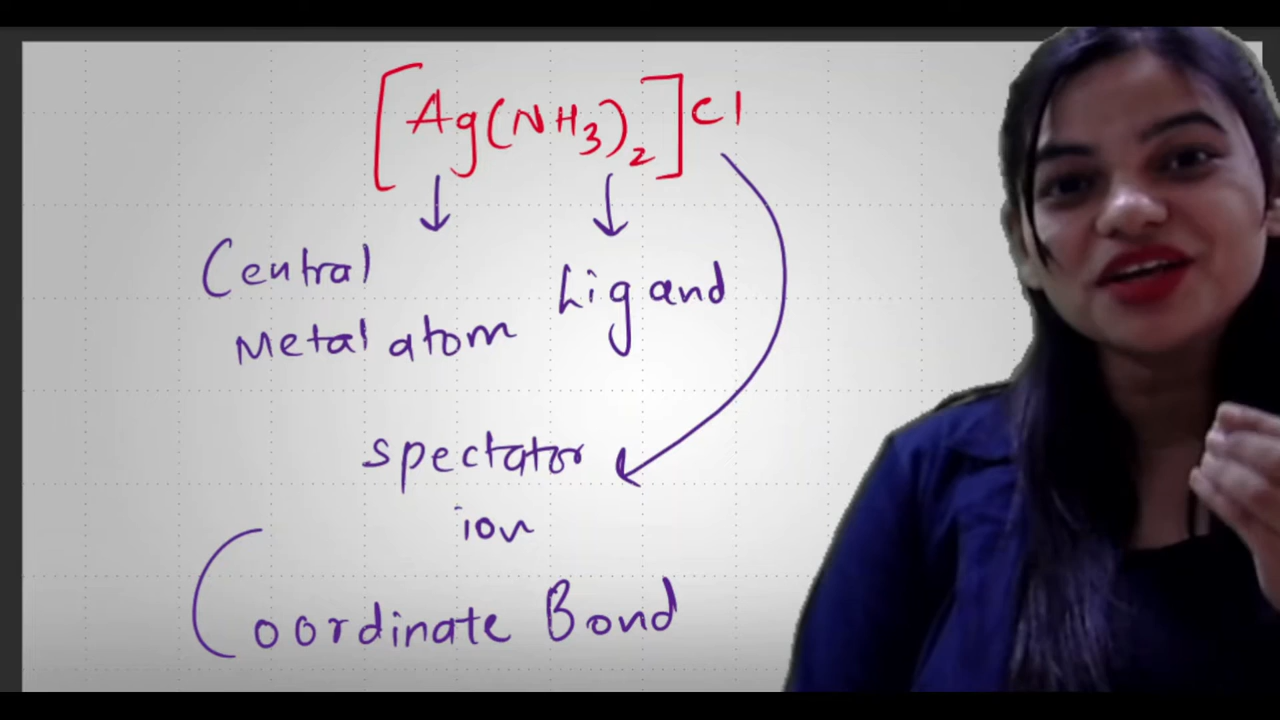 [Ag(NH3)2]Cl
Central Ligand
Metal atom
spectator
ion
Coordinate Bond